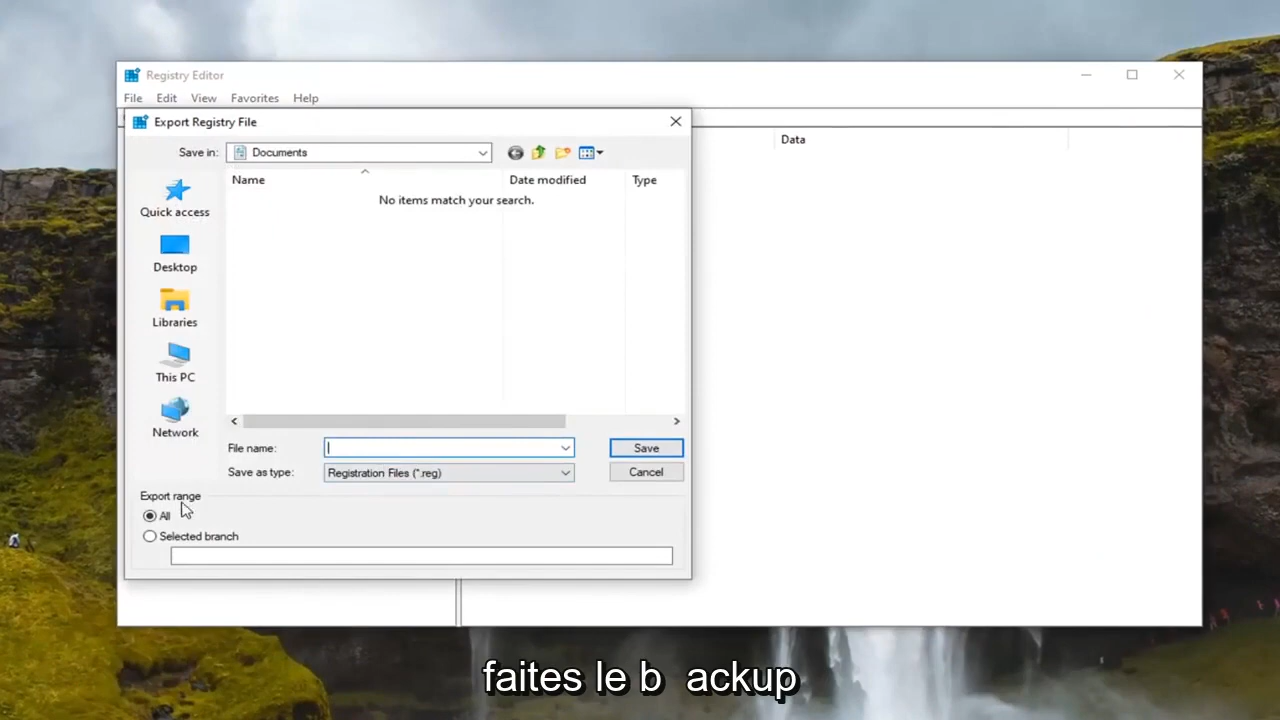 Registry Editor
File Edit View Favorites Help
Export Registry File
Save in: Documents
Data
Name Date modified Type
No items match your search.
Quick access
Desktop
Libraries
This PC
Network
File name: Save
Save as type: Registration Files (*.reg) Cancel
Export range
All
Selected branch
faites le b ackup